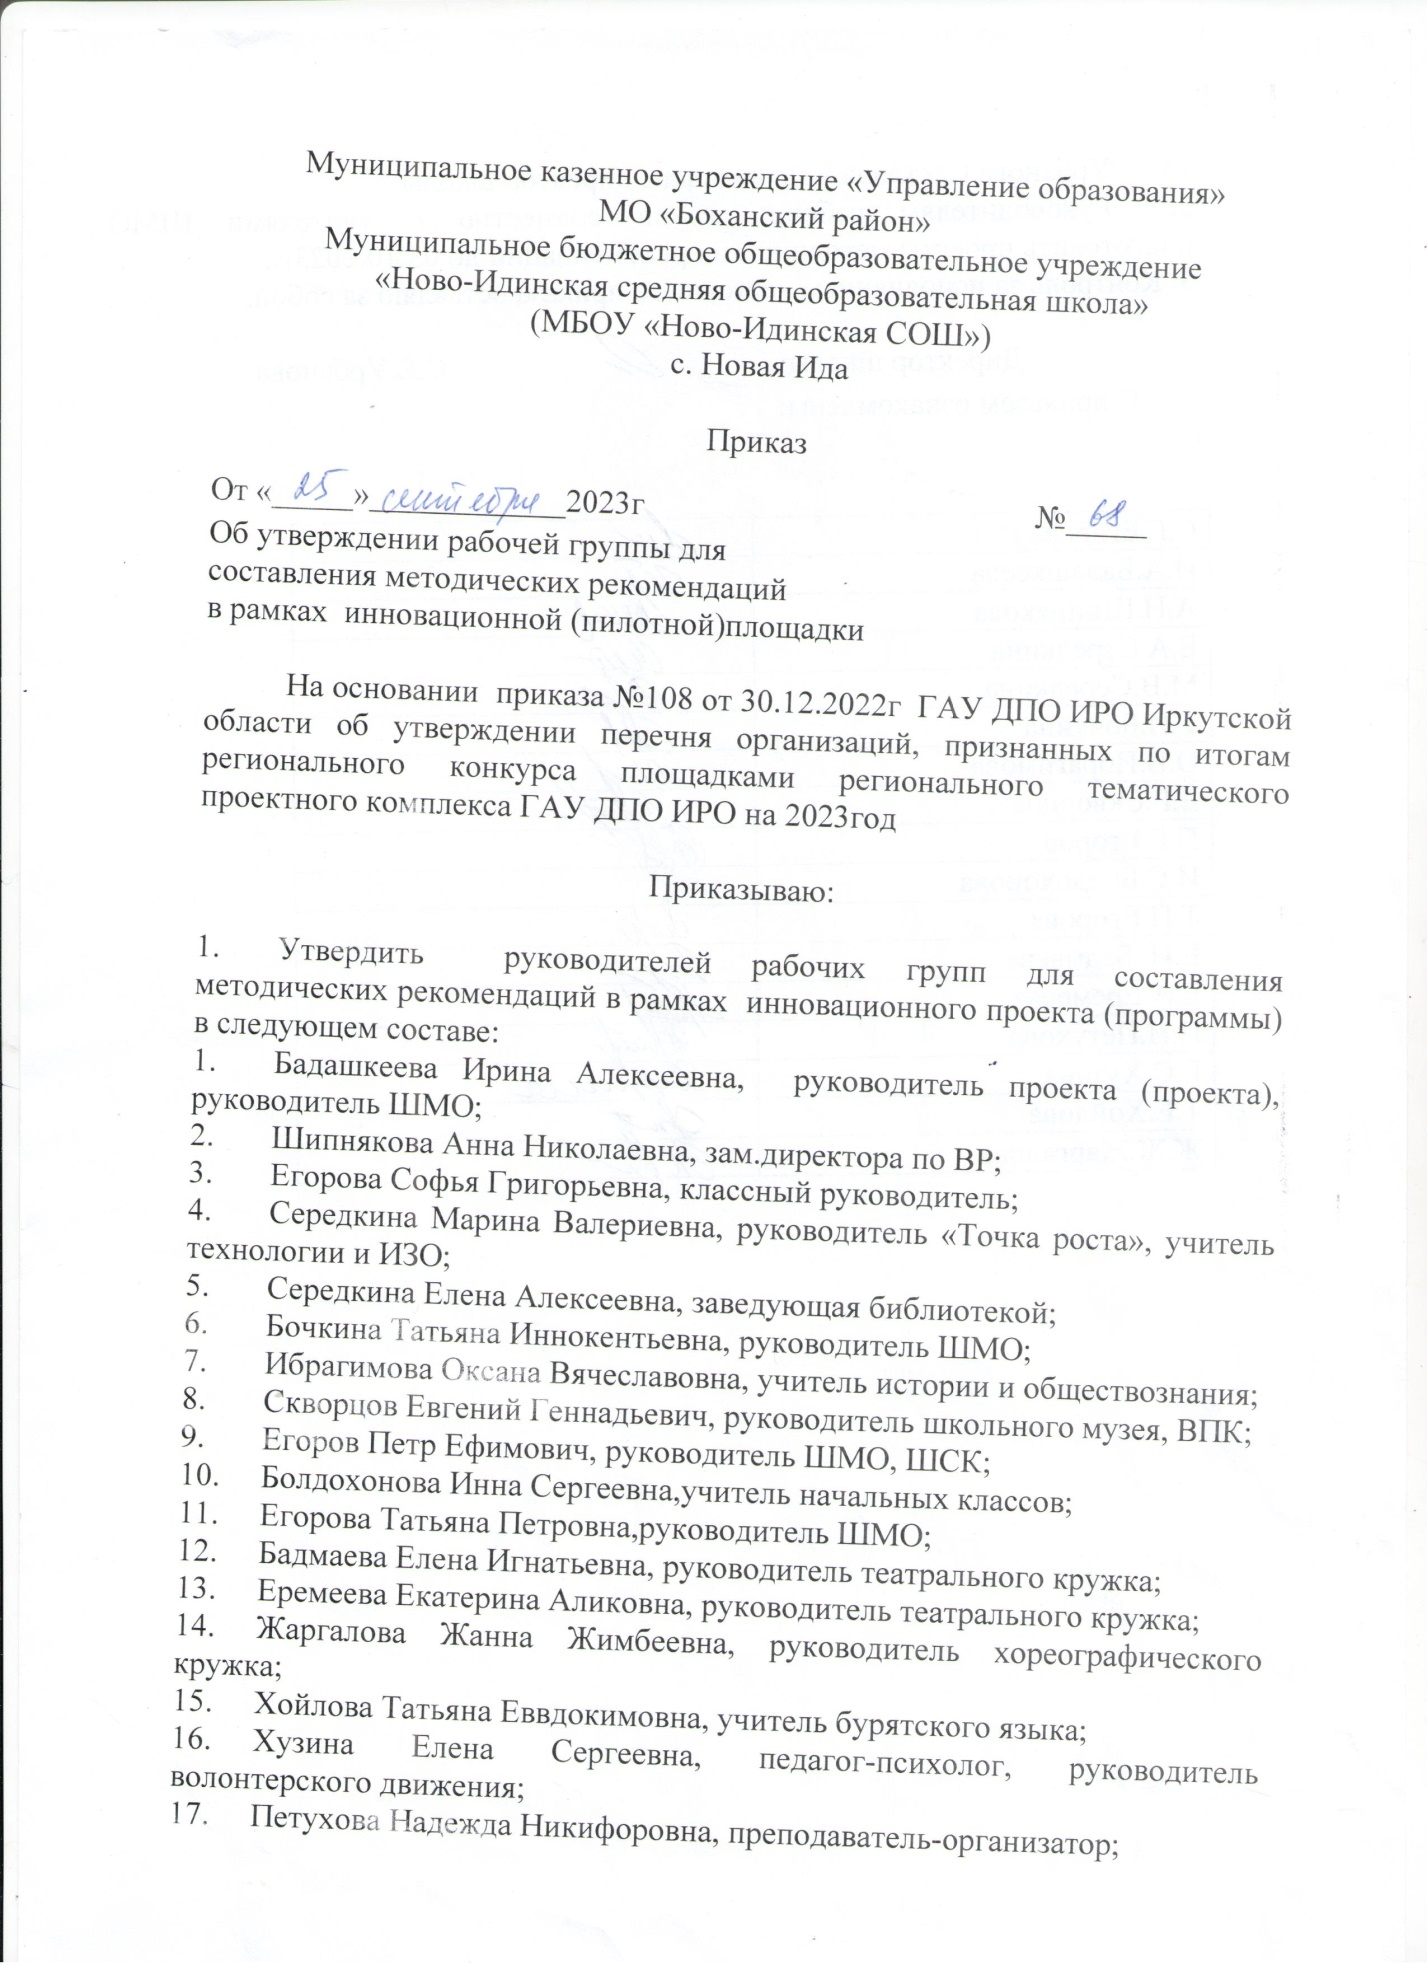 Муниципальное казенное учреждение «Управление образования»
МО «Боханский район»
Муниципальное бюджетное общеобразовательное учреждение
«Ново-Идинская средняя общеобразовательная школа»
(МБОУ «Ново-Идинская СОШ»)
с. Новая Ида
Приказ
От «25» сентября 2023г № 68
Об утверждении рабочей группы для
составления методических рекомендаций
в рамках инновационной (пилотной)площадки
На основании приказа №108 от 30.12.2022г ГАУ ДПО ИРО Иркутской
области об утверждении перечня организаций, признанных по итогам
регионального конкурса площадками регионального тематического
проектного комплекса ГАУ ДПО ИРО на 2023год
Приказываю:
1. Утвердить руководителей рабочих групп для составления
методических рекомендаций в рамках инновационного проекта (программы)
в следующем составе:
1. Бадашкеева Ирина Алексеевна, руководитель проекта (проекта),
руководитель ШМО;
2. Шипнякова Анна Николаевна, зам.директора по ВР;
3. Егорова Софья Григорьевна, классный руководитель;
4. Середкина Марина Валериевна, руководитель «Точка роста», учитель
технологии и ИЗО;
5. Середкина Елена Алексеевна, заведующая библиотекой;
6. Бочкина Татьяна Иннокентьевна, руководитель ШМО;
7. Ибрагимова Оксана Вячеславовна, учитель истории и обществознания;
8. Скворцов Евгений Геннадьевич, руководитель школьного музея, ВПК;
9. Егоров Петр Ефимович, руководитель ШМО, ШСК;
10. Болдохонова Инна Сергеевна,учитель начальных классов;
11. Егорова Татьяна Петровна,руководитель ШМО;
12. Бадмаева Елена Игнатьевна, руководитель театрального кружка;
13. Еремеева Екатерина Аликовна, руководитель театрального кружка;
14. Жаргалова Жанна Жимбеевна, руководитель хореографического
кружка;
15. Хойлова Татьяна Еввдокимовна, учитель бурятского языка;
16. Хузина Елена Сергеевна, педагог-психолог, руководитель
волонтерского движения;
17. Петухова Надежда Никифоровна, преподаватель-организатор;